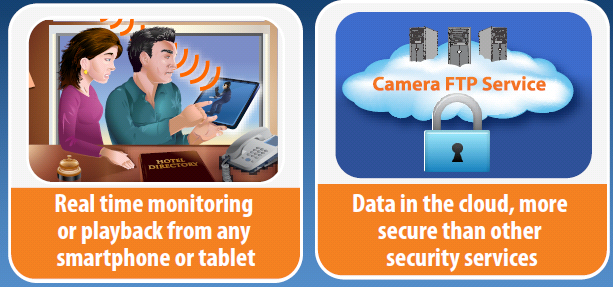 HOTEL
DIRECTORY
Real time monitoring
or playback from any
smartphone or tablet
Camera FTP Service
Data in the cloud, more
secure than other
security services